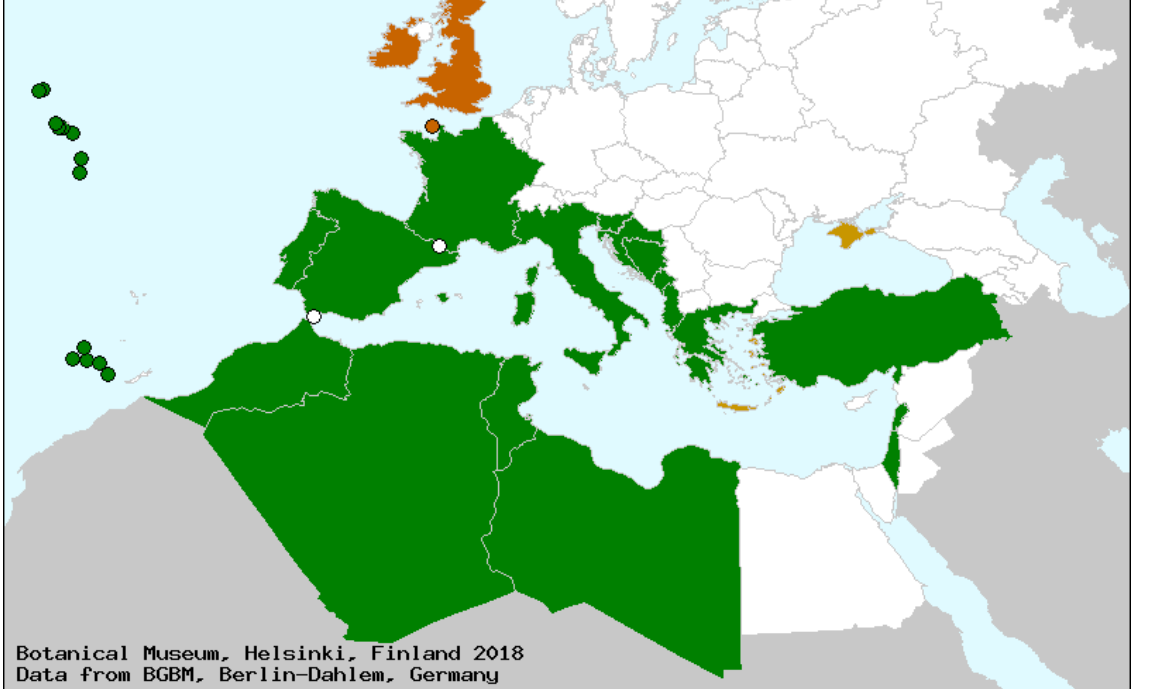 Botanical Museum, Helsinki, Finland 2018
Data from BGBM, Berlin-Dahlem, Germany